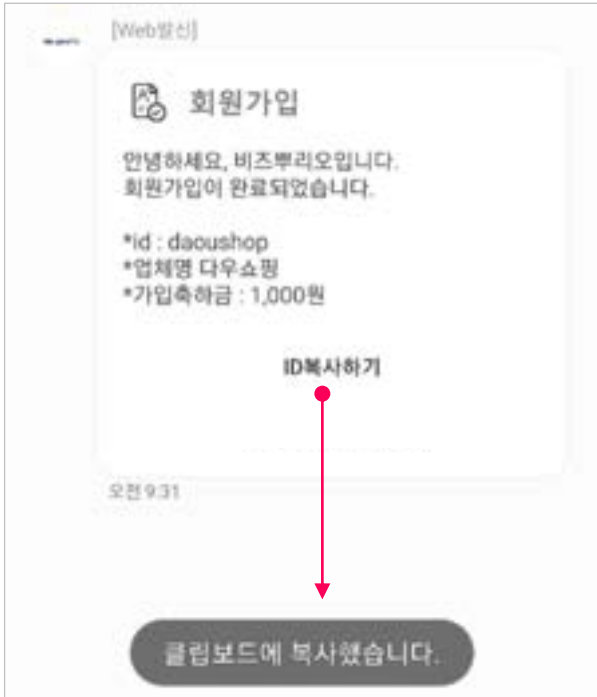 [Web발신]
회원가입
안녕하세요, 비즈뿌리오입니다.
회원가입이 완료되었습니다.
*id : daoushop
*업체명 다우쇼핑
*가입축하금 : 1,000원
ID복사하기
오전 9:31
클립보드에 복사했습니다.